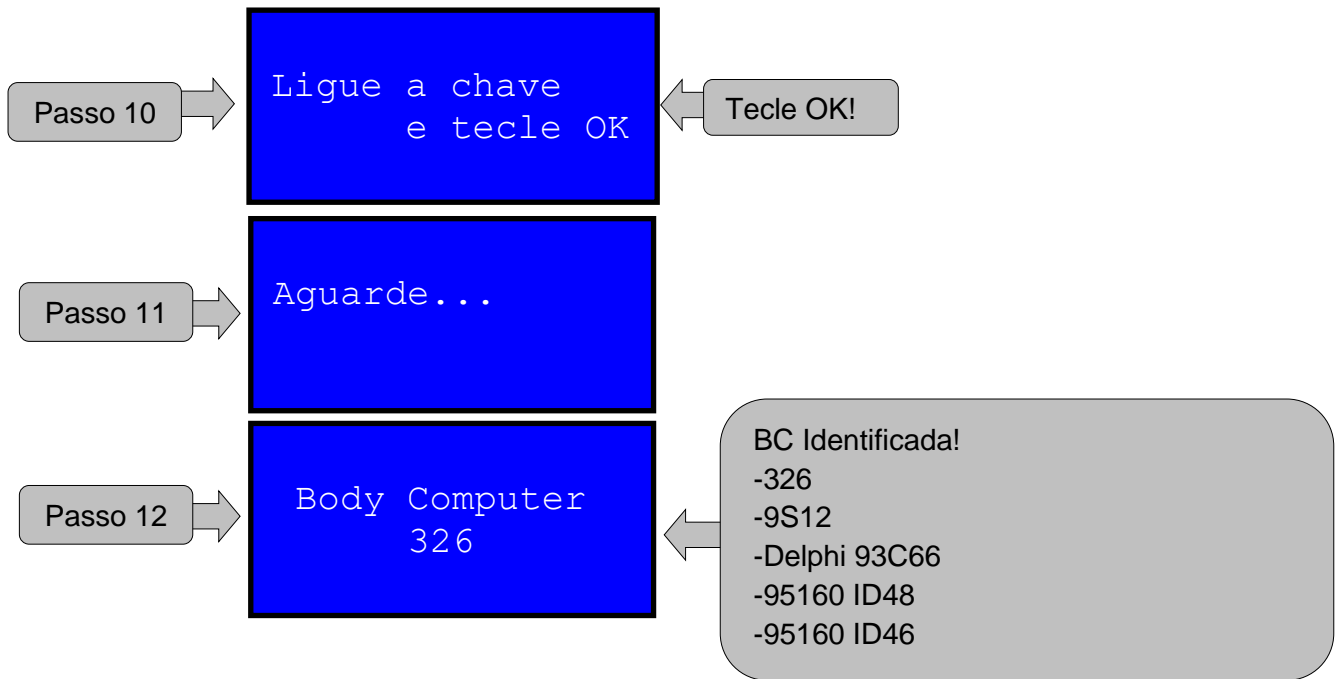 Passo 10
Ligue a chave
e tecle OK
Tecle OK!
Passo 11
Aguarde...
Passo 12
Body Computer
326
BC Identificada!
-326
-9S12
-Delphi 93C66
-95160 ID48
-95160 ID46